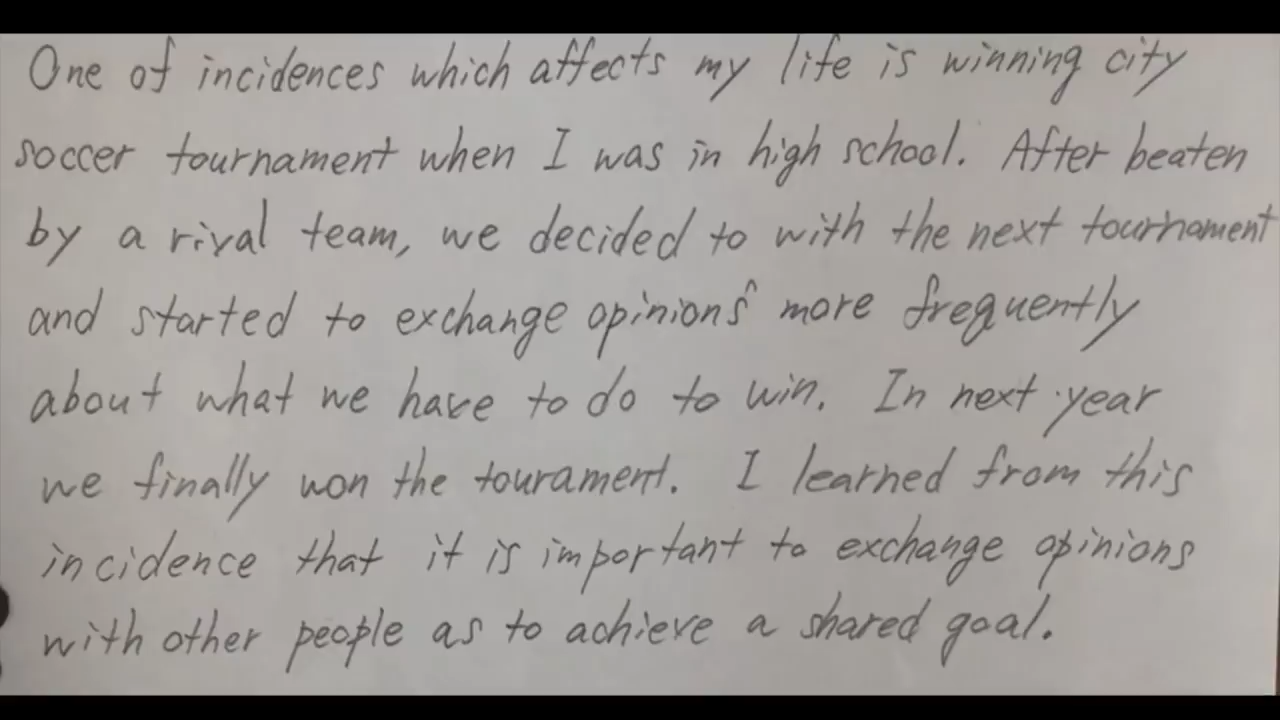 One of incidences which affects my life is winning city
soccer tournament when I was in high school. After beaten
by a rival team, we decided to with the next tournament
and started to exchange opinions more frequently
about what we have to do to win. In next year
we finally won the tourament. I learned from this
incidence that it is important to exchange opinions
with other people as to achieve a shared goal.